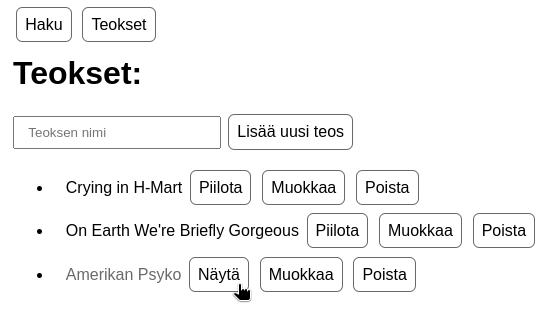 Haku Teokset
Teokset:
Teoksen nimi Lisää uusi teos
Crying in H-Mart Piilota Muokkaa Poista
On Earth We're Briefly Gorgeous Piilota Muokkaa Poista
Amerikan Psyko Näytä Muokkaa Poista